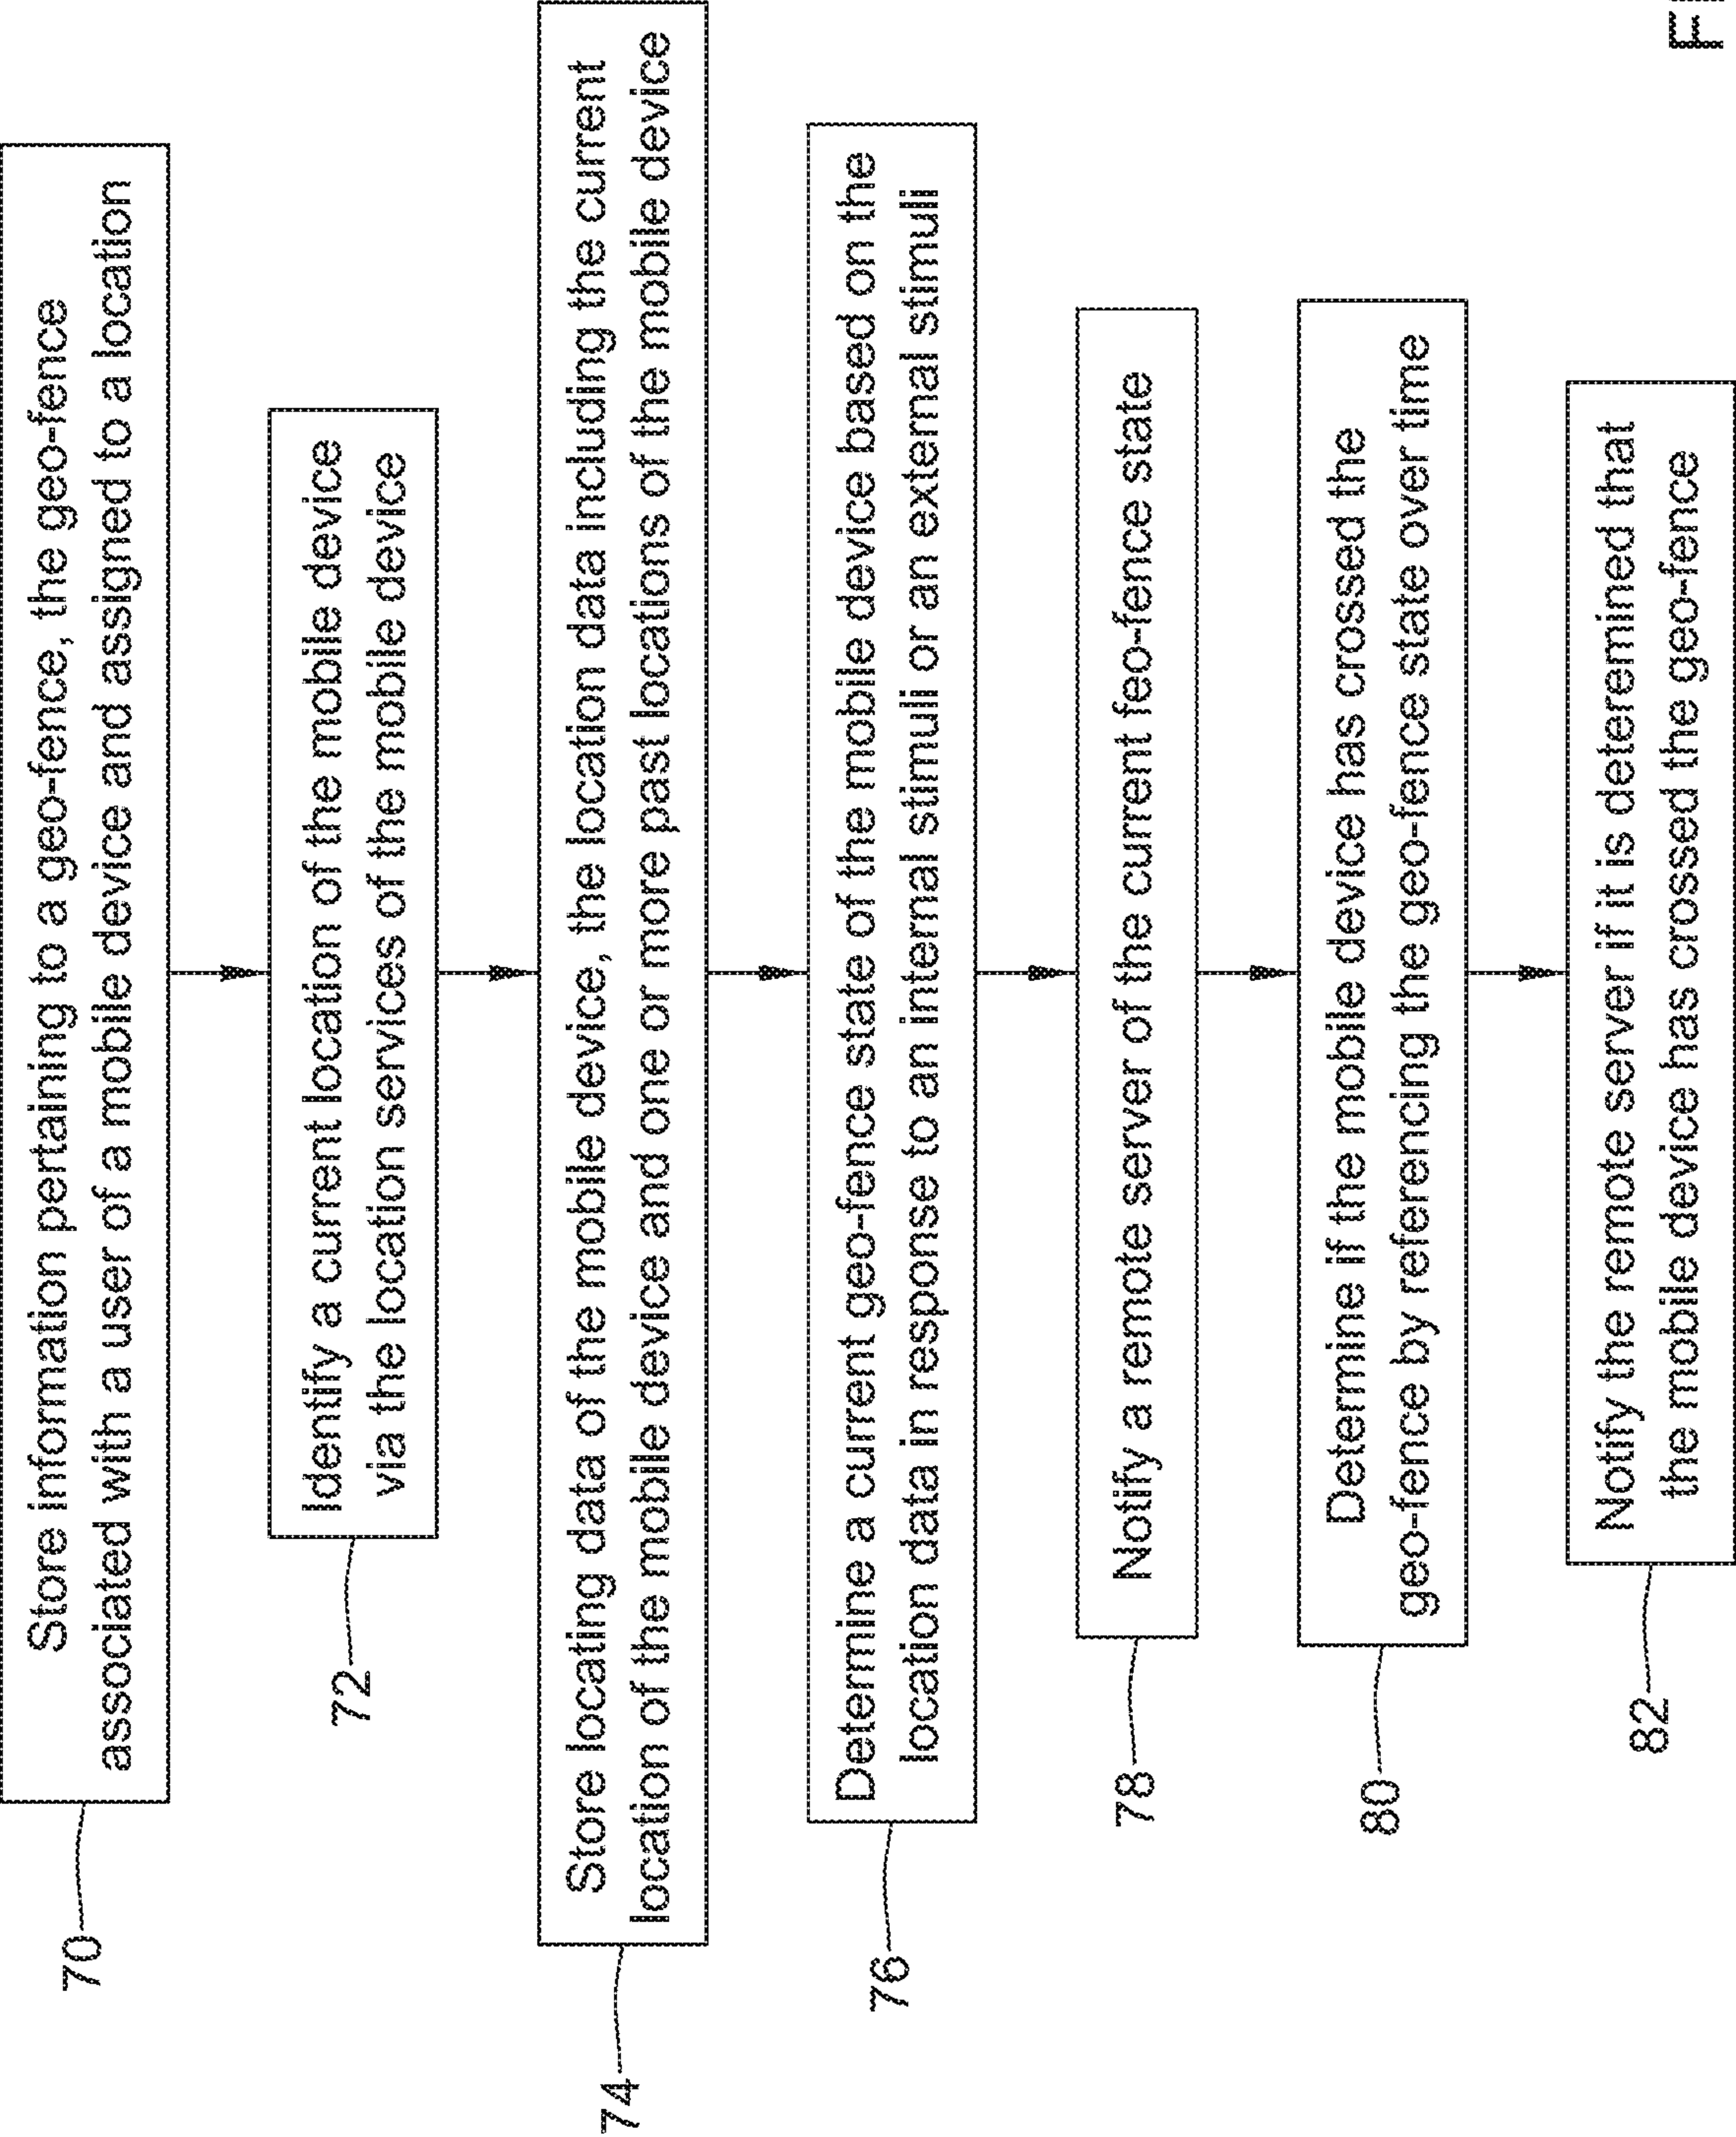 Store information pertaining to a geo-fence, the geo-fence
associated with a user of a mobile device and assigned to a location
70
Identify a current location of the mobile device
via the location services of the mobile device
72
Store locating data of the mobile device, the location data including the current
location of the mobile device and one or more past locations of the mobile device
74
Determine a current geo-fence state of the mobile device based on the
location data in response to an internal stimuli or an external stimuli
76
Notify a remote server of the current feo-fence state
78
Determine if the mobile device has crossed the
geo-fence by referencing the geo-fence state over time
80
Notify the remote server if it is deteremined that
the mobile device has crossed the geo-fence
82